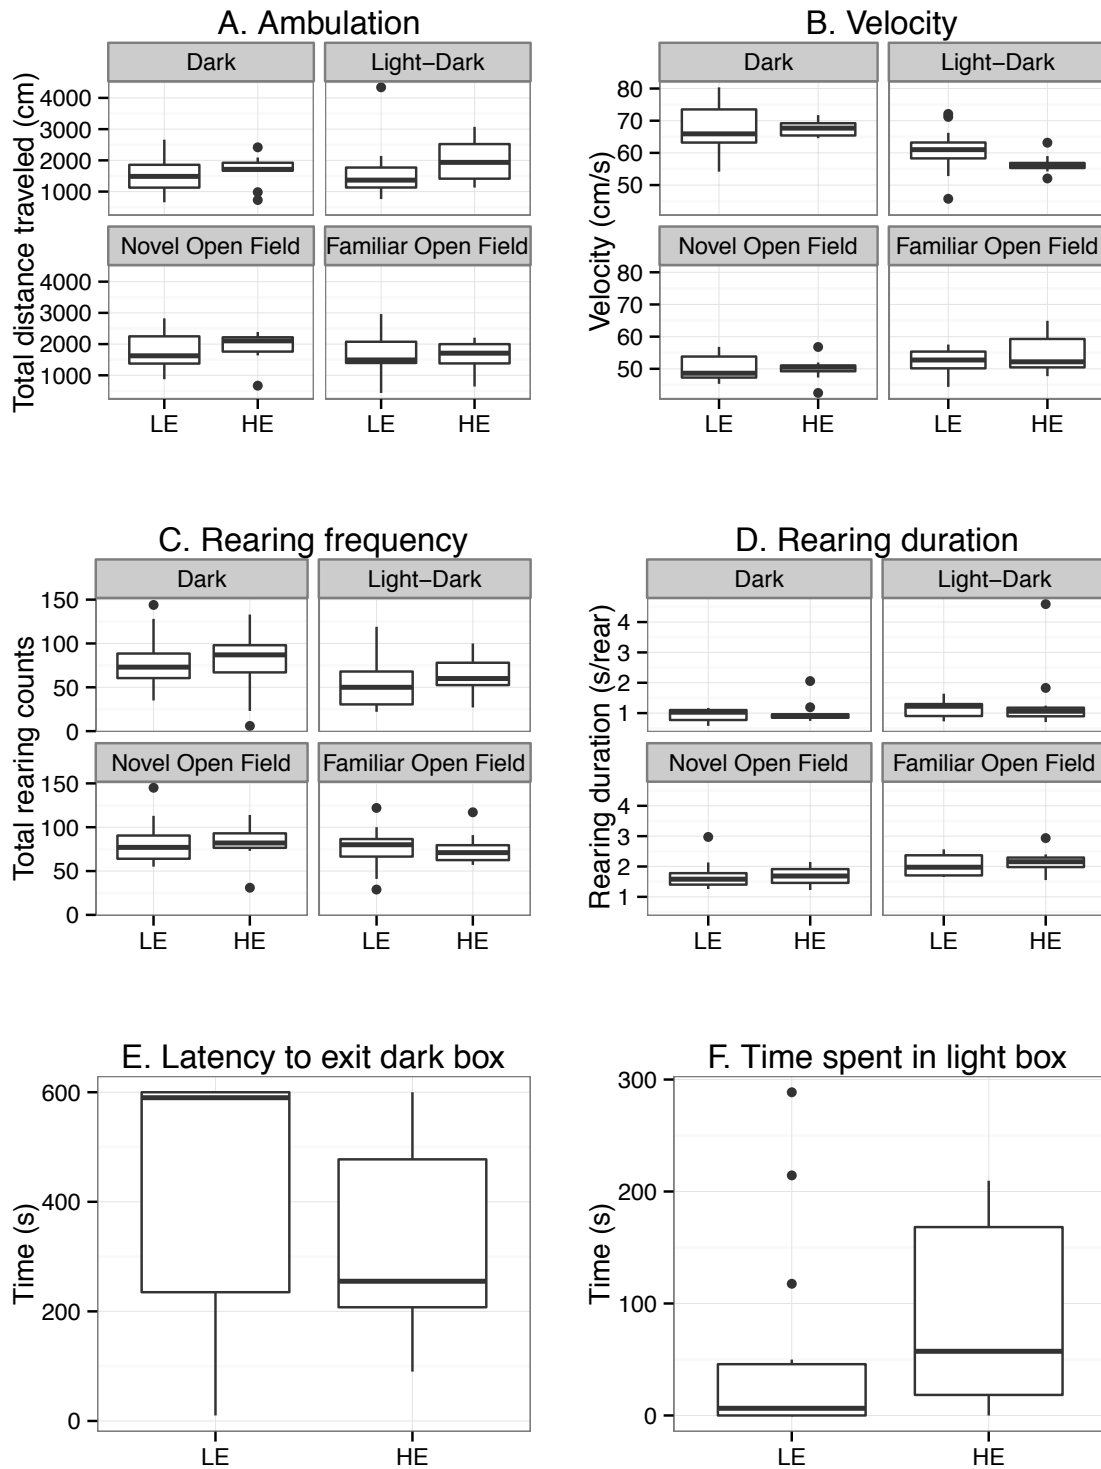 A. Ambulation
B. Velocity
Total distance traveled (cm)
Dark
Light−Dark
4000
3000
2000
1000
Novel Open Field
Familiar Open Field
4000
3000
2000
1000
LE
HE
LE
HE
Velocity (cm/s)
Dark
Light−Dark
80
70
60
50
Novel Open Field
Familiar Open Field
80
70
60
50
LE
HE
LE
HE
C. Rearing frequency
D. Rearing duration
Total rearing counts
Dark
Light−Dark
150
100
50
0
Novel Open Field
Familiar Open Field
150
100
50
0
LE
HE
LE
HE
Rearing duration (s/rear)
Dark
Light−Dark
4
3
2
1
Novel Open Field
Familiar Open Field
4
3
2
1
LE
HE
LE
HE
E. Latency to exit dark box
F. Time spent in light box
Time (s)
600
400
200
0
LE
HE
Time (s)
300
200
100
0
LE
HE